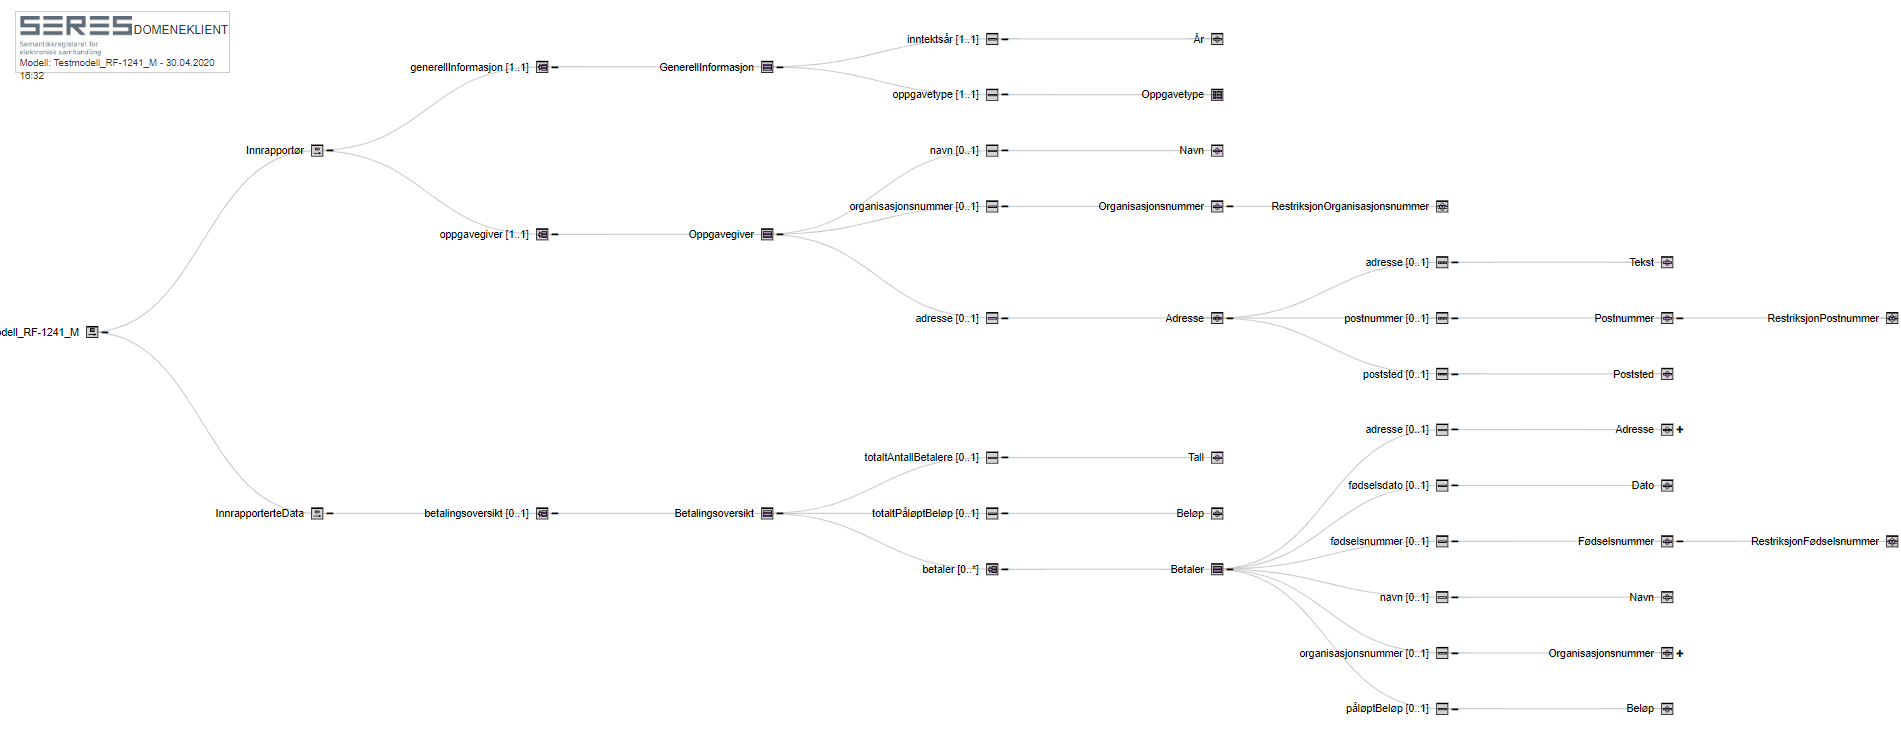 SERES DOMENEKLIENT
Semantikkregisteret for
elektronisk samhandling
Modell: Testmodell_RF-1241_M - 30.04.2020
16:32
inntektsår [1..1]
År
generellInformasjon [1..1]
GenerellInformasjon
oppgavetype [1..1]
Oppgavetype
Innrapportør
navn [0..1]
Navn
organisasjonsnummer [0..1]
Organisasjonsnummer
RestriksjonOrganisasjonsnummer
oppgavegiver [1..1]
Oppgavegiver
adresse [0..1]
Tekst
adresse [0..1]
Adresse
postnummer [0..1]
Postnummer
RestriksjonPostnummer
dell_RF-1241_M
poststed [0..1]
Poststed
adresse [0..1]
Adresse
totaltAntallBetalere [0..1]
Tall
fødselsdato [0..1]
Dato
InnrapporterteData
betalingsoversikt [0..1]
Betalingsoversikt
totaltPåløptBeløp [0..1]
Beløp
fødselsnummer [0..1]
Fødselsnummer
RestriksjonFødselsnummer
betaler [0..*]
Betaler
navn [0..1]
Navn
organisasjonsnummer [0..1]
Organisasjonsnummer
påløptBeløp [0..1]
Beløp